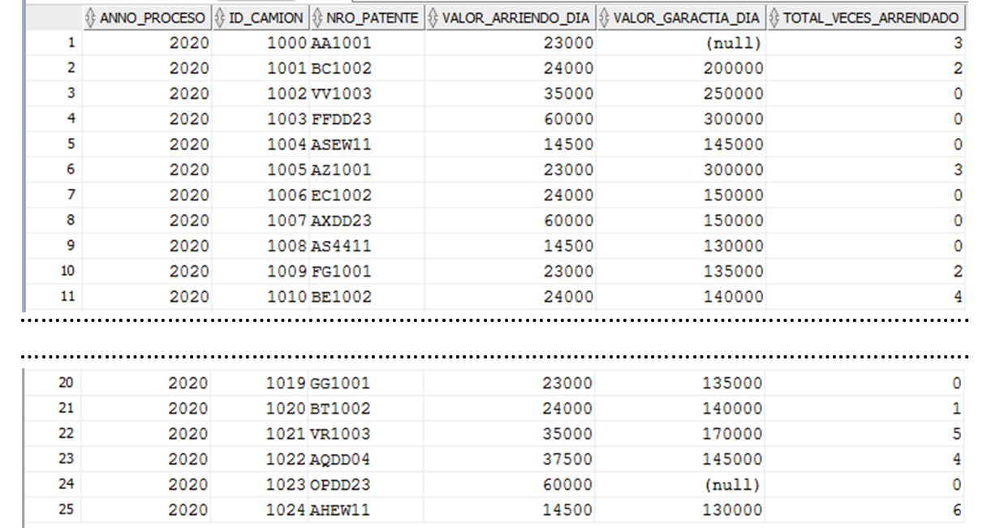 ANNO_PROCESO ID_CAMION NRO_PATENTE VALOR_ARRIENDO_DIA VALOR_GARACTIA_DIA TOTAL_VECES_ARRENDADO
1 2020 1000 AA1001 23000 (null) 3
2 2020 1001 BC1002 24000 200000 2
3 2020 1002 VV1003 35000 250000 0
4 2020 1003 FFDD23 60000 300000 0
5 2020 1004 ASEW11 14500 145000 0
6 2020 1005 AZ1001 23000 300000 3
7 2020 1006 EC1002 24000 150000 0
8 2020 1007 AXDD23 60000 150000 0
9 2020 1008 AS4411 14500 130000 0
10 2020 1009 FG1001 23000 135000 2
11 2020 1010 BE1002 24000 140000 4
20 2020 1019 GG1001 23000 135000 0
21 2020 1020 BT1002 24000 140000 1
22 2020 1021 VR1003 35000 170000 5
23 2020 1022 AQDD04 37500 145000 4
24 2020 1023 OPDD23 60000 (null) 0
25 2020 1024 AHEW11 14500 130000 6